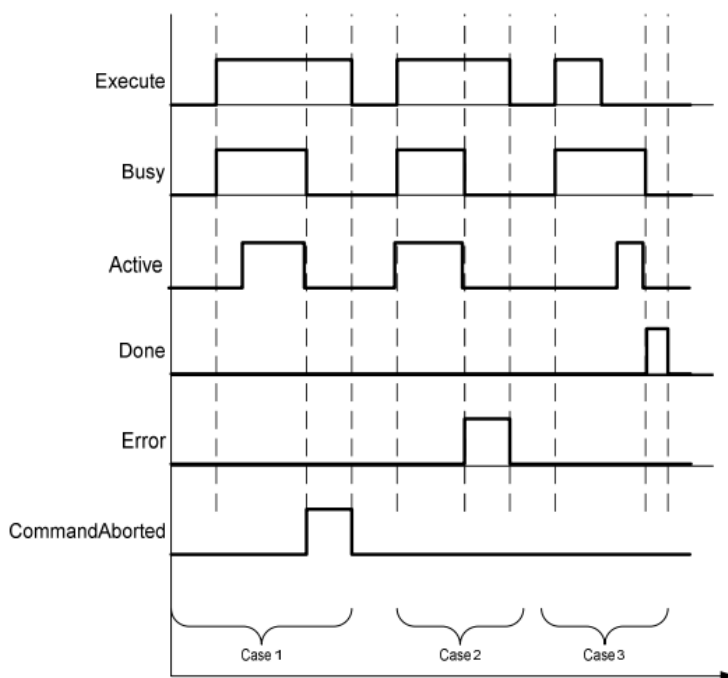 Execute
Busy
Active
Done
Error
CommandAborted
Case 1
Case 2
Case 3